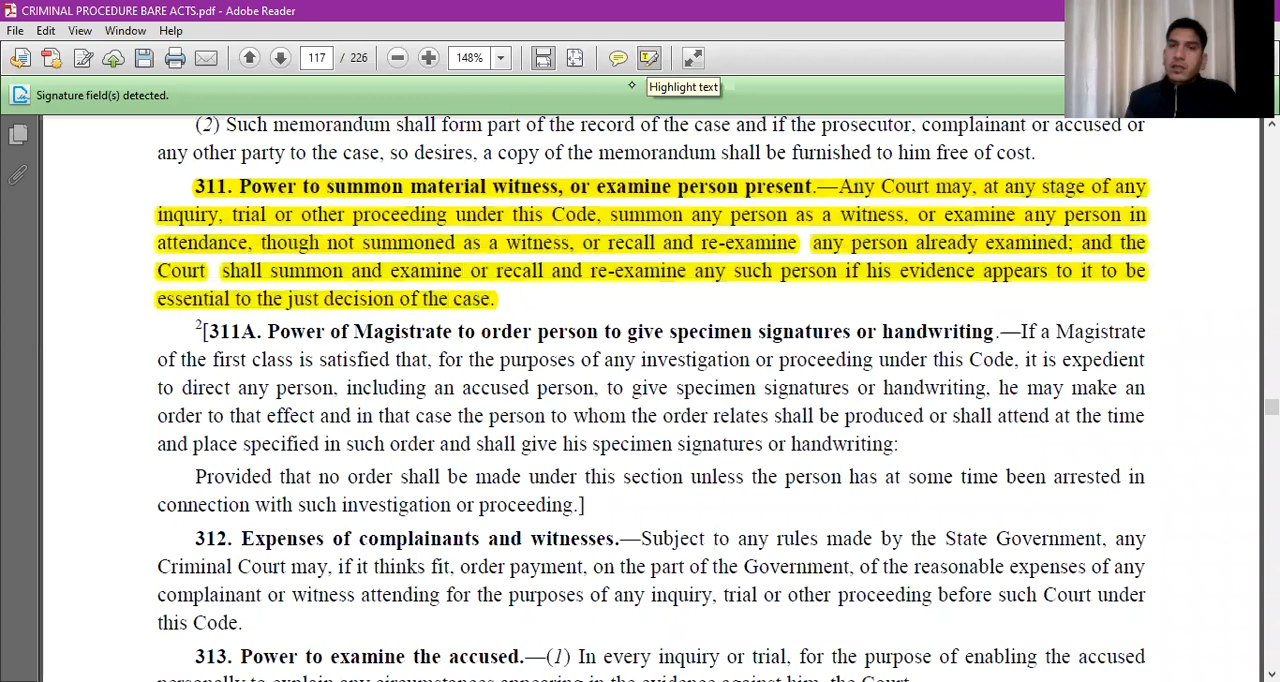 CRIMINAL PROCEDURE BARE ACTS.pdf - Adobe Reader
File Edit View Window Help
117 / 226 148%
Highlight text
Signature field(s) detected.
(2) Such memorandum shall form part of the record of the case and if the prosecutor, complainant or accused or
any other party to the case, so desires, a copy of the memorandum shall be furnished to him free of cost.
311. Power to summon material witness, or examine person present.—Any Court may, at any stage of any
inquiry, trial or other proceeding under this Code, summon any person as a witness, or examine any person in
attendance, though not summoned as a witness, or recall and re-examine any person already examined; and the
Court shall summon and examine or recall and re-examine any such person if his evidence appears to it to be
essential to the just decision of the case.
2[311A. Power of Magistrate to order person to give specimen signatures or handwriting.—If a Magistrate
of the first class is satisfied that, for the purposes of any investigation or proceeding under this Code, it is expedient
to direct any person, including an accused person, to give specimen signatures or handwriting, he may make an
order to that effect and in that case the person to whom the order relates shall be produced or shall attend at the time
and place specified in such order and shall give his specimen signatures or handwriting:
Provided that no order shall be made under this section unless the person has at some time been arrested in
connection with such investigation or proceeding.]
312. Expenses of complainants and witnesses.—Subject to any rules made by the State Government, any
Criminal Court may, if it thinks fit, order payment, on the part of the Government, of the reasonable expenses of any
complainant or witness attending for the purposes of any inquiry, trial or other proceeding before such Court under
this Code.
313. Power to examine the accused.—(1) In every inquiry or trial, for the purpose of enabling the accused
personally to explain any circumstances appearing in the evidence against him, the Court